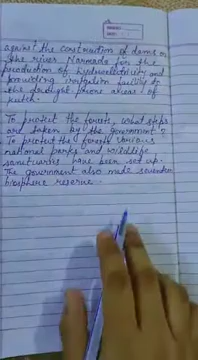 against the construction of dams on
the river Narmada for the
production of hydroelectricity and
providing irrigation facility to
the drought prone areas of
kutch.
To protect the forests, what steps
are taken by the government?
To protect the forests various
national parks and wildlife
sanctuaries have been set up.
The government also made seventeen
biosphere reserve.